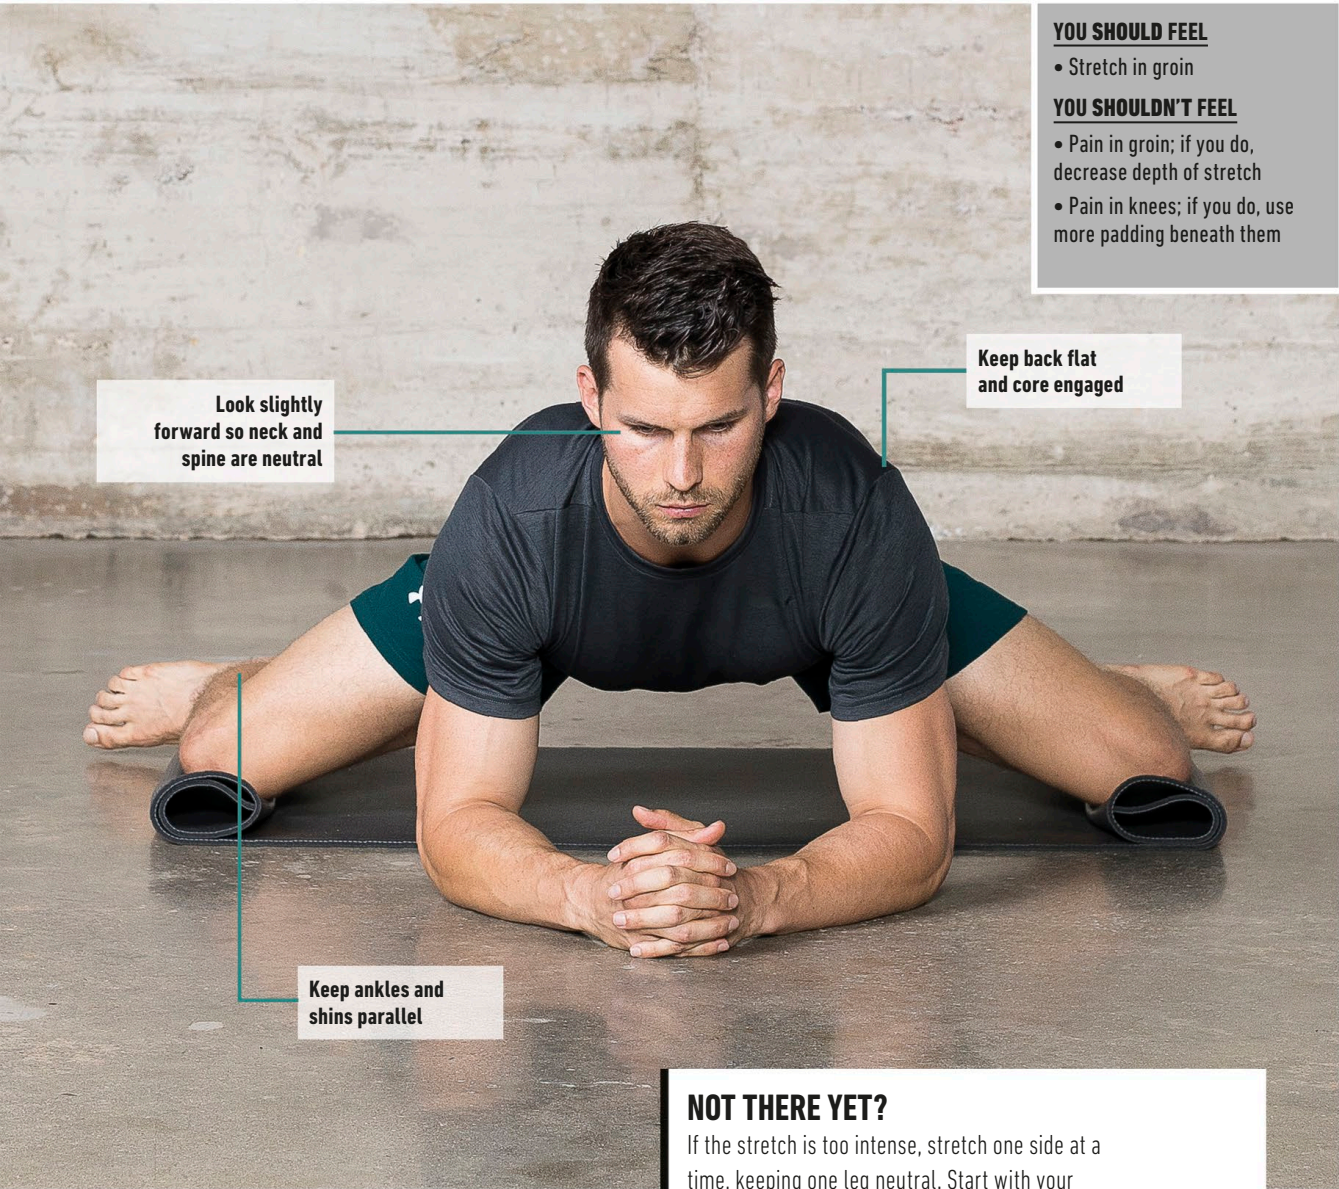 YOU SHOULD FEEL
• Stretch in groin
YOU SHOULDN'T FEEL
• Pain in groin; if you do,
decrease depth of stretch
• Pain in knees; if you do, use
more padding beneath them
Keep back flat
and core engaged
Look slightly
forward so neck and
spine are neutral
Keep ankles and
shins parallel
NOT THERE YET?
If the stretch is too intense, stretch one side at a
time, keeping one leg neutral. Start with your